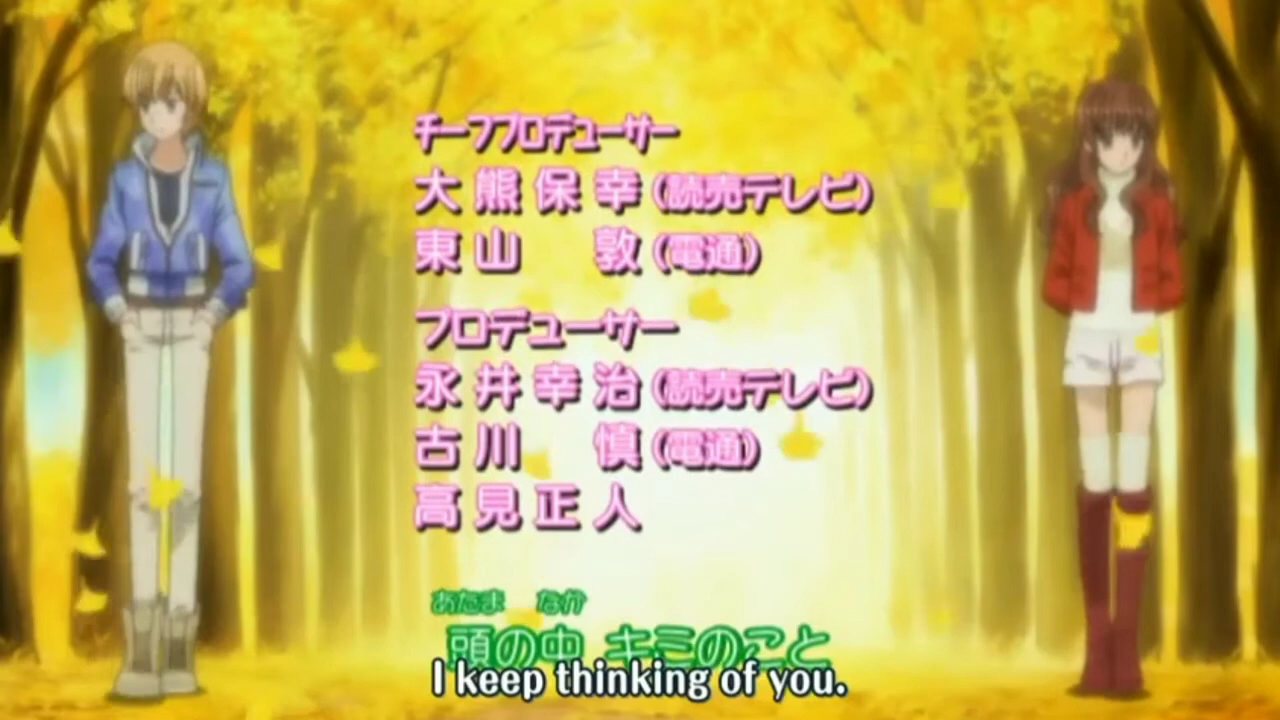 チーフプロデューサー
大熊保幸(読売テレビ)
東山 敦(電通)
プロデューサー
永井幸治(読売テレビ)
古川 慎(電通)
高見正人
あたま なか
頭の中 キミのこと
I keep thinking of you.